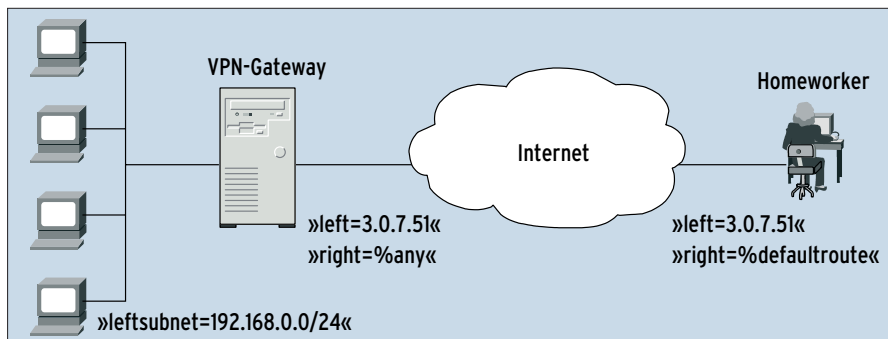 VPN-Gateway
Homeworker
Internet
»left=3.0.7.51«
»right=%any«
»left=3.0.7.51«
»right=%defaultroute«
»leftsubnet=192.168.0.0/24«